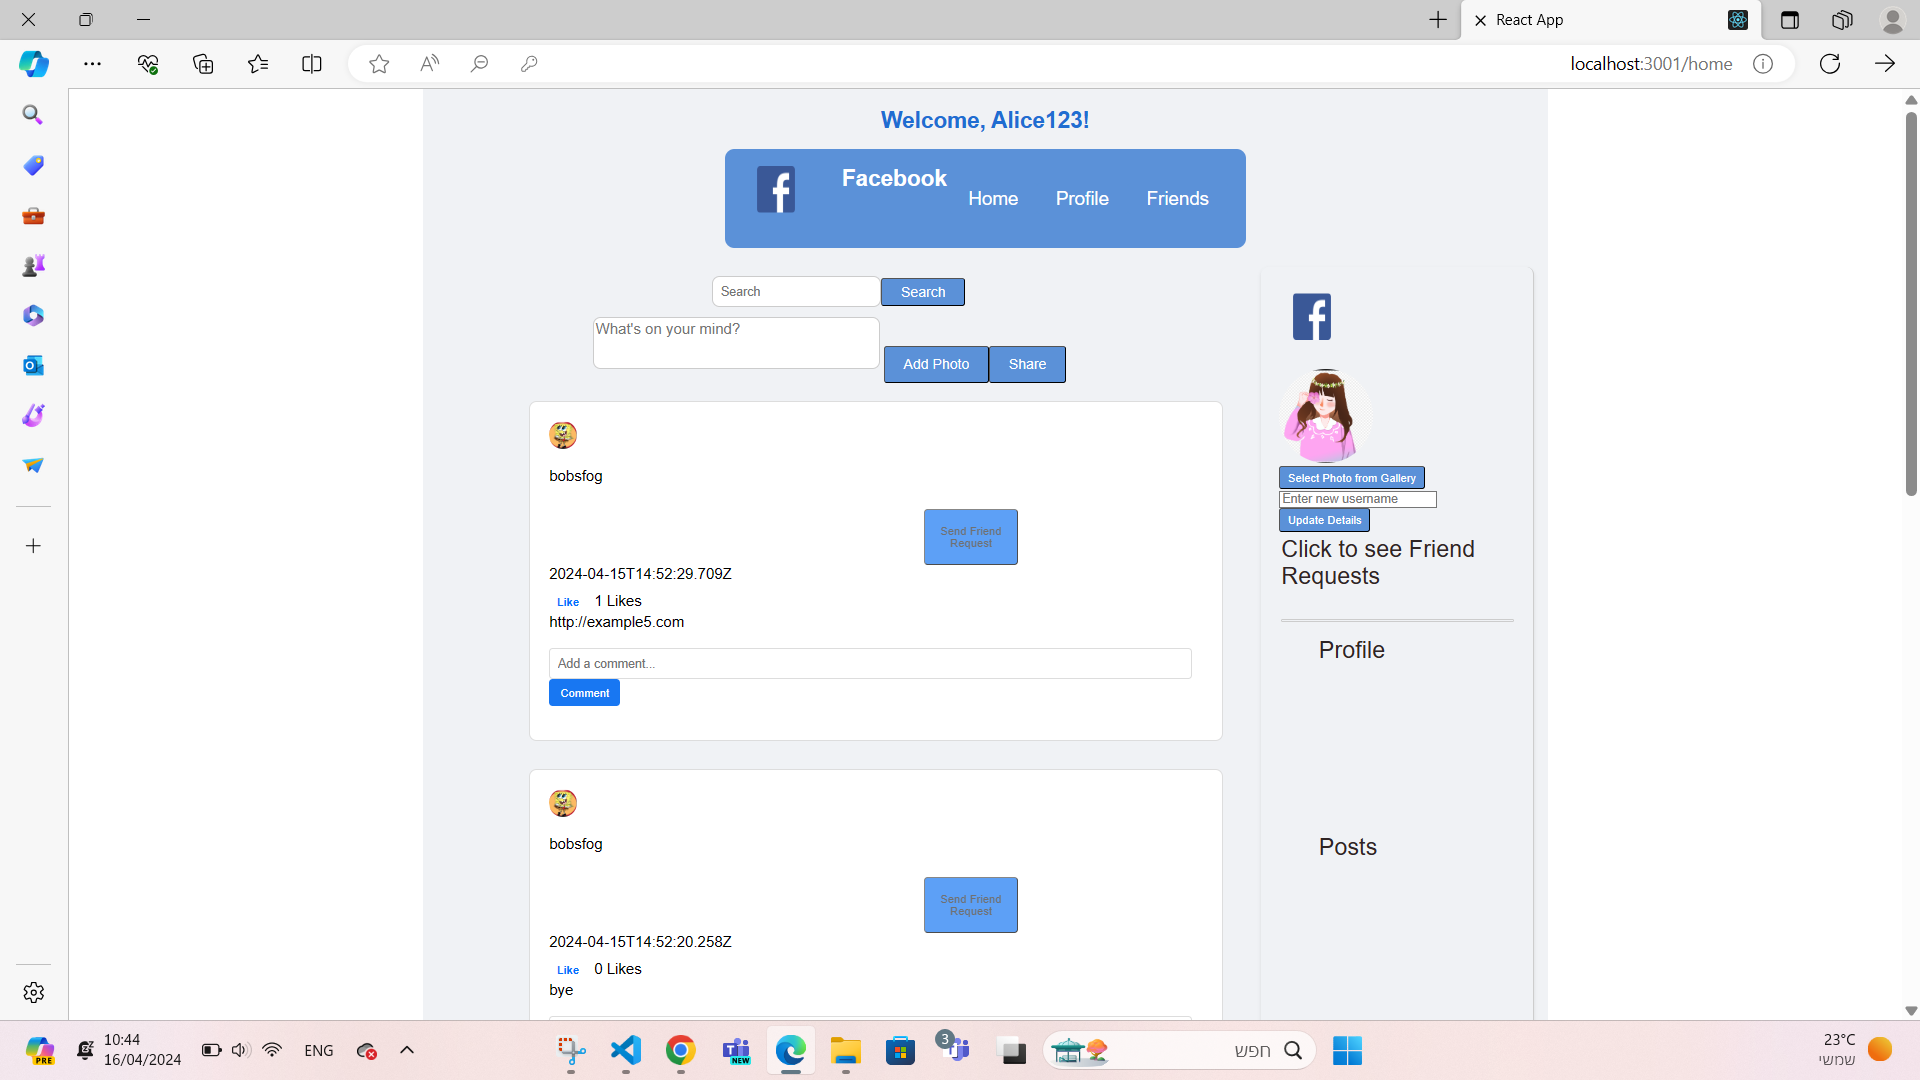 React App
localhost:3001/home
Welcome, Alice123!
Facebook
Home
Profile
Friends
Search
Search
What's on your mind?
Add Photo
Share
bobsfog
Send Friend
Request
2024-04-15T14:52:29.709Z
Like
1 Likes
http://example5.com
Add a comment...
Comment
bobsfog
Send Friend
Request
2024-04-15T14:52:20.258Z
Like
0 Likes
bye
Select Photo from Gallery
Enter new username
Update Details
Click to see Friend
Requests
Profile
Posts
PRE
10:44
16/04/2024
ENG
NEW
3
חפש
23°C
שמשי